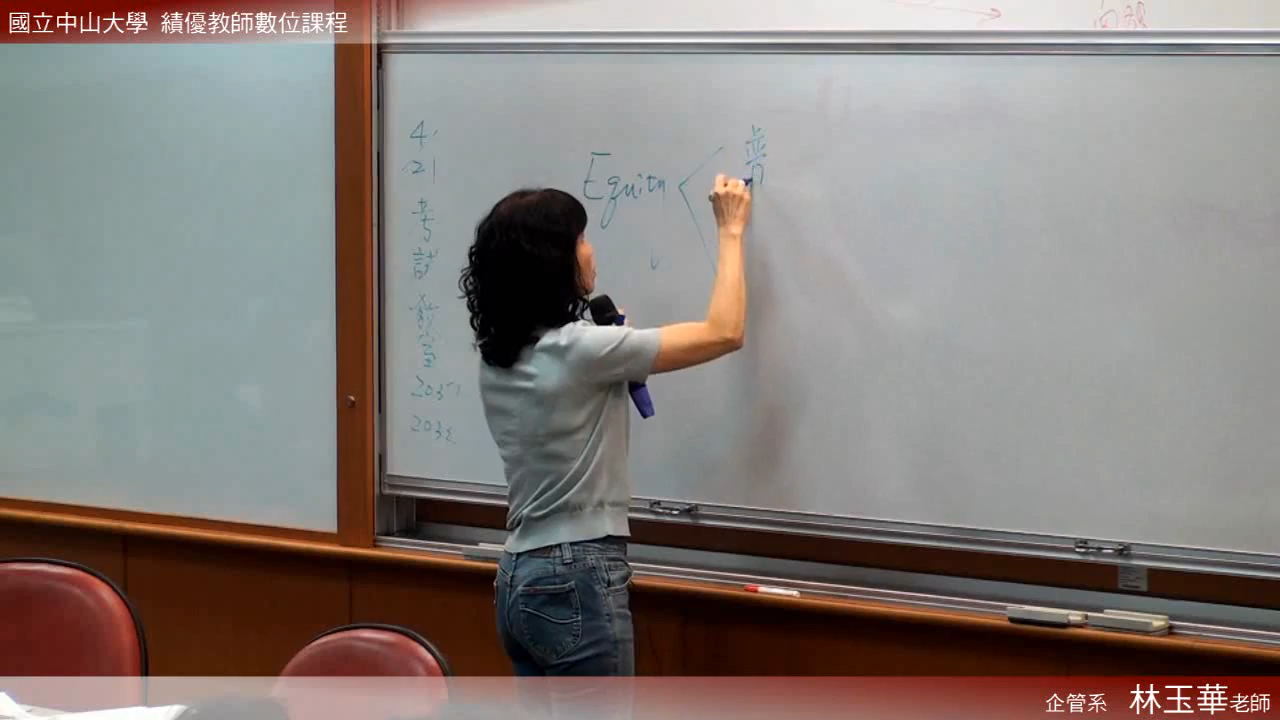 國立中山大學 績優教師數位課程
4.
21
考
試
教
室
Equity
普
企管系 林玉華老師